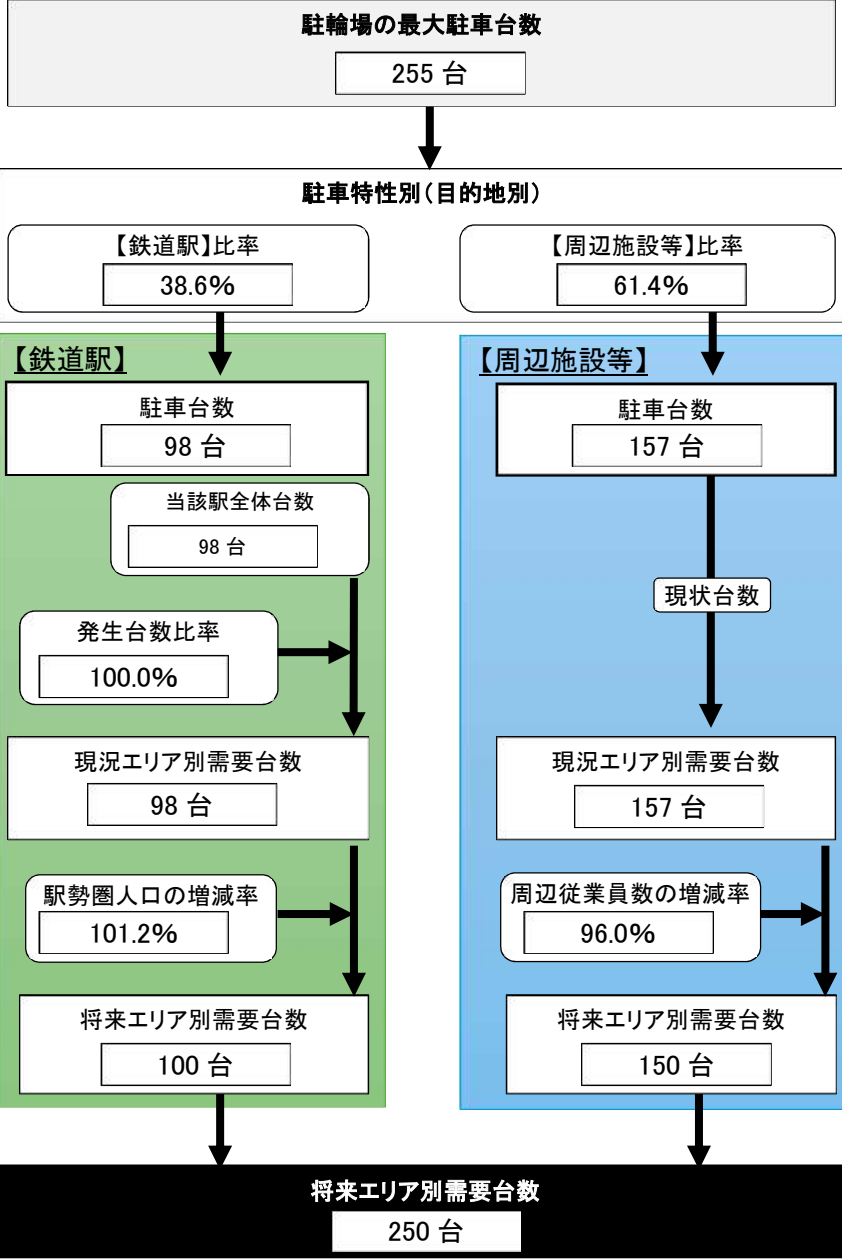 駐輪場の最大駐車台数
255 台
駐車特性別（目的地別）
【鉄道駅】比率
38.6%
【周辺施設等】比率
61.4%
【鉄道駅】
駐車台数
98 台
当該駅全体台数
98 台
発生台数比率
100.0%
現況エリア別需要台数
98 台
駅勢圏人口の増減率
101.2%
将来エリア別需要台数
100 台
【周辺施設等】
駐車台数
157 台
現状台数
現況エリア別需要台数
157 台
周辺従業員数の増減率
96.0%
将来エリア別需要台数
150 台
将来エリア別需要台数
250 台